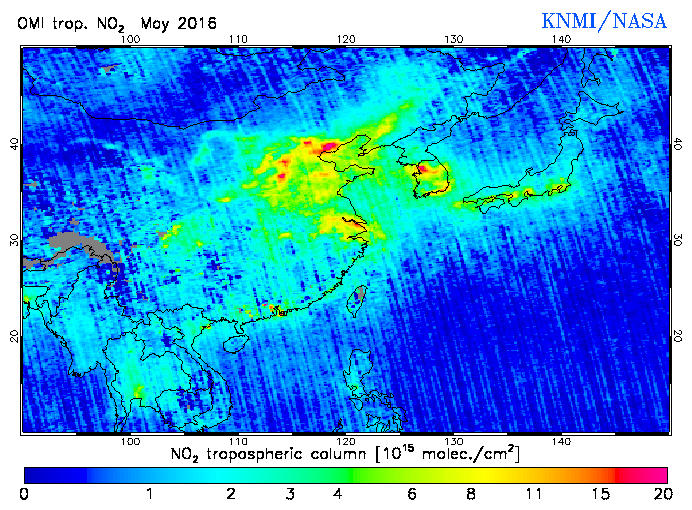 OMI trop. NO2 May 2016 KNMI/NASA
100 110 120 130 140
40 40
30 30
20 20
100 110 120 130 140
NO2 tropospheric column [10^15 molec./cm^2]
0 1 2 3 4 6 8 11 15 20